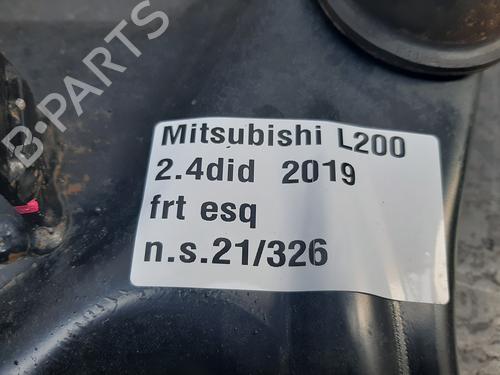 B-PARTS
Mitsubishi L200
2.4did 2019
frt esq
n.s.21/326